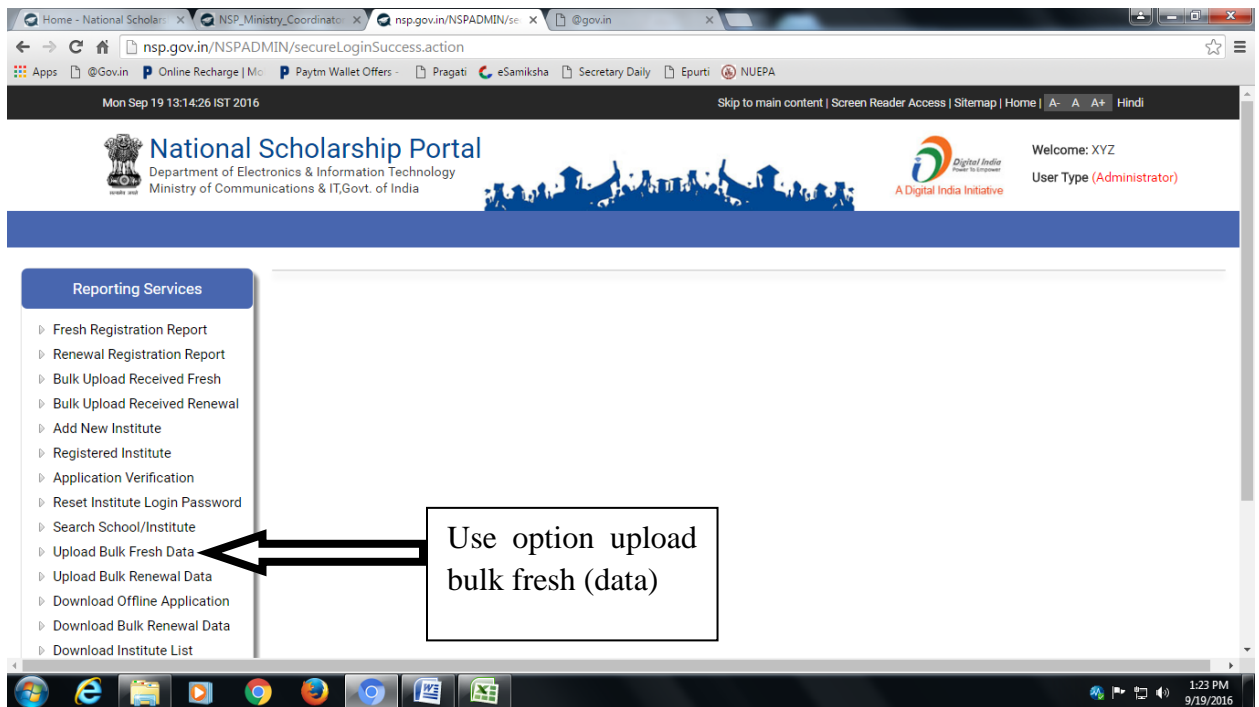 Home - National Scholars
NSP_Ministry_Coordinato
nsp.gov.in/NSPADMIN/se
@gov.in
nsp.gov.in/NSPADMIN/secureLoginSuccess.action
Apps @Gov.in Online Recharge | Mo Paytm Wallet Offers - Pragati eSamiksha Secretary Daily Epurti NUEPA
Mon Sep 19 13:14:26 IST 2016
Skip to main content | Screen Reader Access | Sitemap | Home | A- A A+ Hindi
National Scholarship Portal
Department of Electronics & Information Technology
Ministry of Communications & IT,Govt. of India
Digital India
Power To Empower
A Digital India Initiative
Welcome: XYZ
User Type (Administrator)
Reporting Services
Fresh Registration Report
Renewal Registration Report
Bulk Upload Received Fresh
Bulk Upload Received Renewal
Add New Institute
Registered Institute
Application Verification
Reset Institute Login Password
Search School/Institute
Upload Bulk Fresh Data
Upload Bulk Renewal Data
Download Offline Application
Download Bulk Renewal Data
Download Institute List
Use option upload
bulk fresh (data)
1:23 PM
9/19/2016